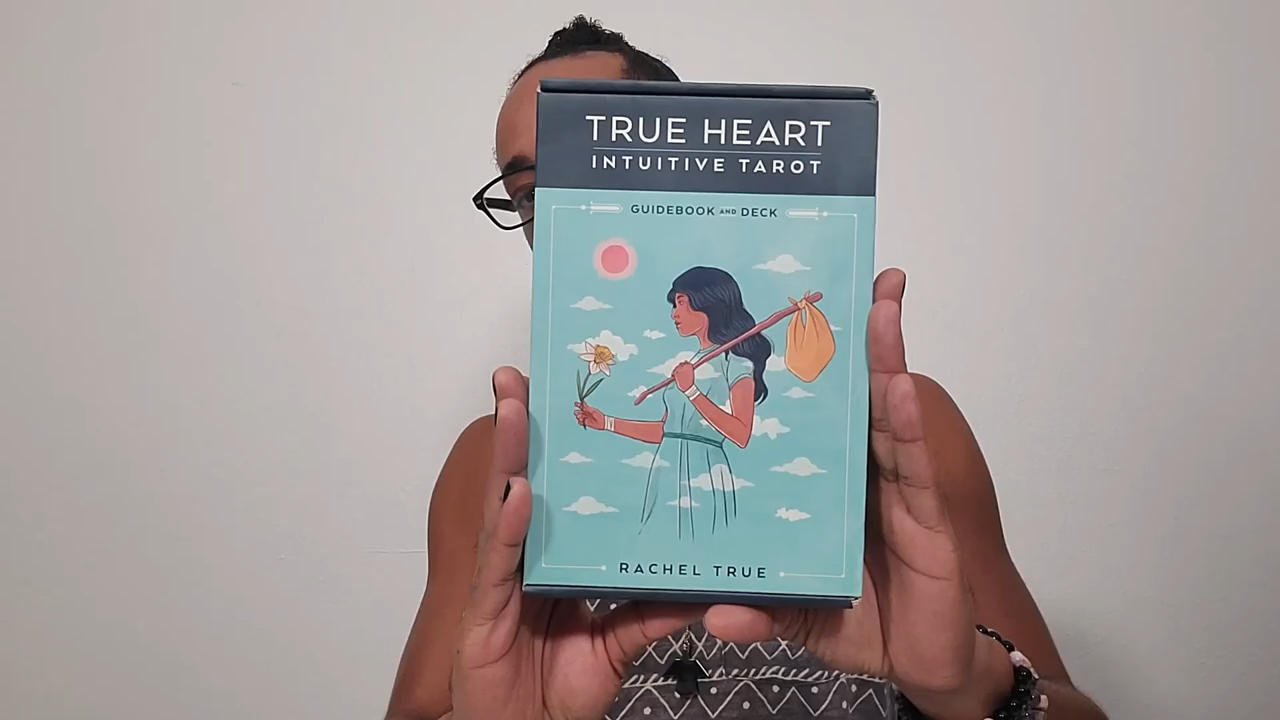 TRUE HEART
INTUITIVE TAROT
GUIDEBOOK AND DECK
RACHEL TRUE